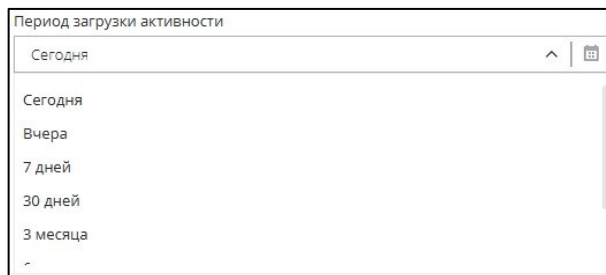 Период загрузки активности
Сегодня
Сегодня
Вчера
7 дней
30 дней
3 месяца